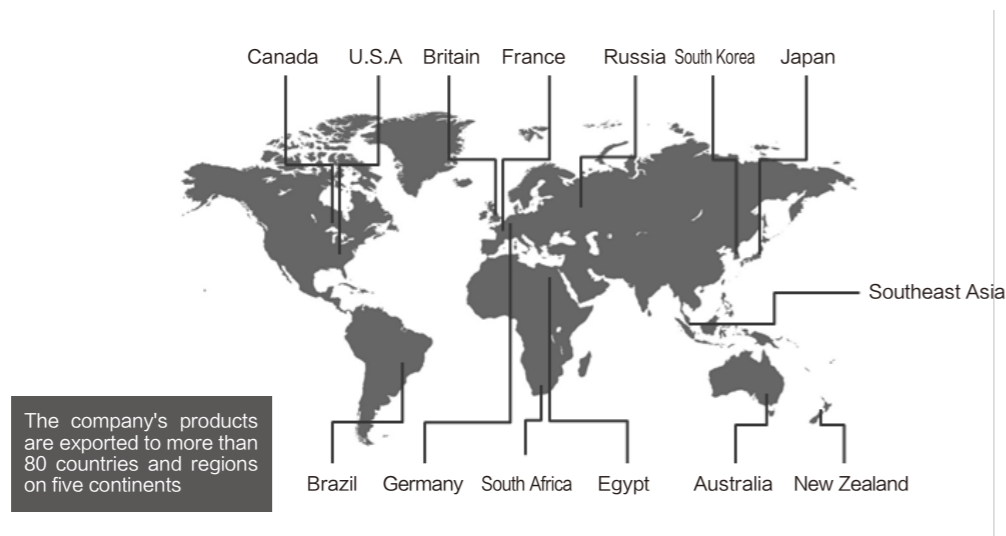 Canada U.S.A Britain France Russia South Korea Japan
Southeast Asia
The company's products
are exported to more than
80 countries and regions
on five continents
Brazil Germany South Africa Egypt Australia New Zealand